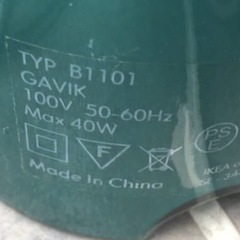 TYP B1101
GAVIK
100V 50-60Hz
Max 40W
F
PS
E
Made in China
IKEA